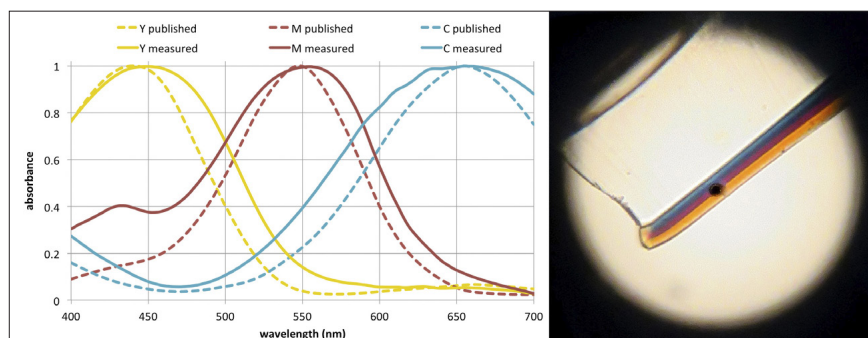 Y published M published C published
Y measured M measured C measured
1
0.8
0.6
0.4
0.2
0
absorbance
400 450 500 550 600 650 700
wavelength (nm)